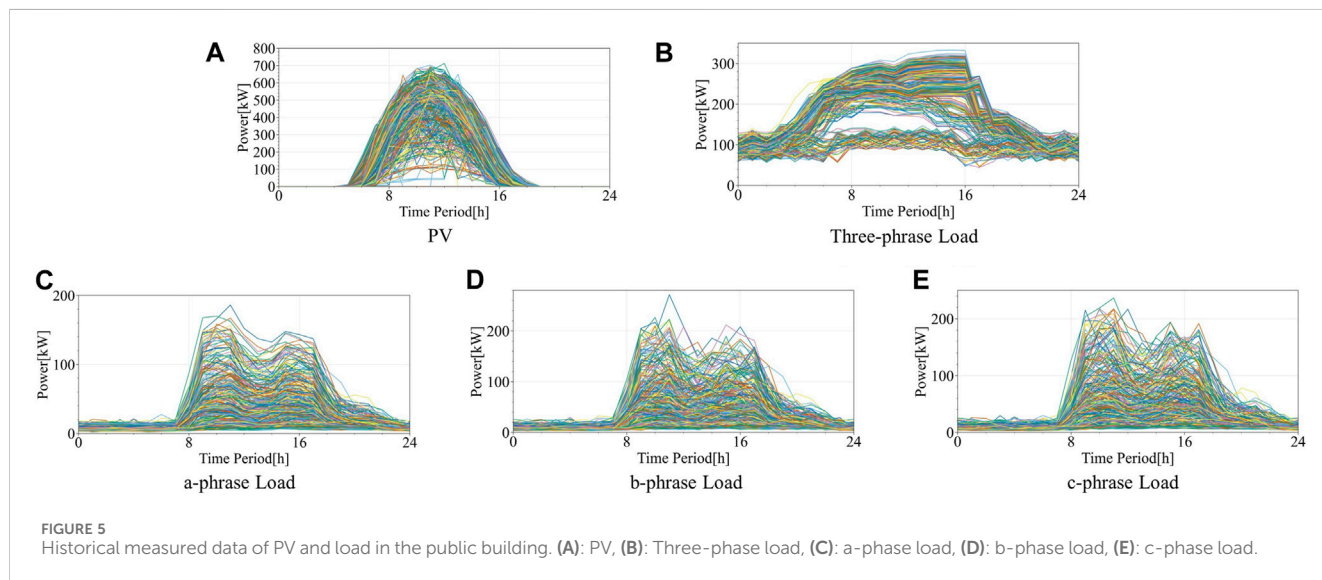 A
Power[kW]
800
700
600
500
400
300
200
100
0
0
8
16
24
Time Period[h]
PV
B
Power[kW]
300
200
100
0
0
8
16
24
Time Period[h]
Three-phrase Load
C
Power[kW]
200
100
0
0
8
16
24
Time Period[h]
a-phrase Load
D
Power[kW]
200
100
0
0
8
16
24
Time Period[h]
b-phrase Load
E
Power[kW]
200
100
0
0
8
16
24
Time Period[h]
c-phrase Load
FIGURE 5
Historical measured data of PV and load in the public building. (A): PV, (B): Three-phase load, (C): a-phase load, (D): b-phase load, (E): c-phase load.